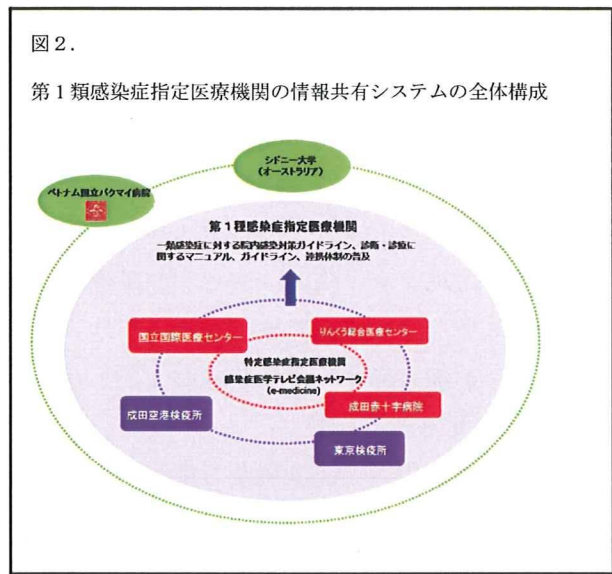 図２．
第１類感染症指定医療機関の情報共有システムの全体構成
シドニー大学
(オーストラリア)
ベトナム国立バクマイ病院
第１種感染症指定医療機関
一類感染症に対する院内感染対策ガイドライン、診断・診療に
関するマニュアル、ガイドライン、連携体制の普及
国立国際医療センター
りんくう総合医療センター
特定感染症指定医療機関
感染症医学テレビ会議ネットワーク
(e-medicine)
成田赤十字病院
成田空港検疫所
東京検疫所